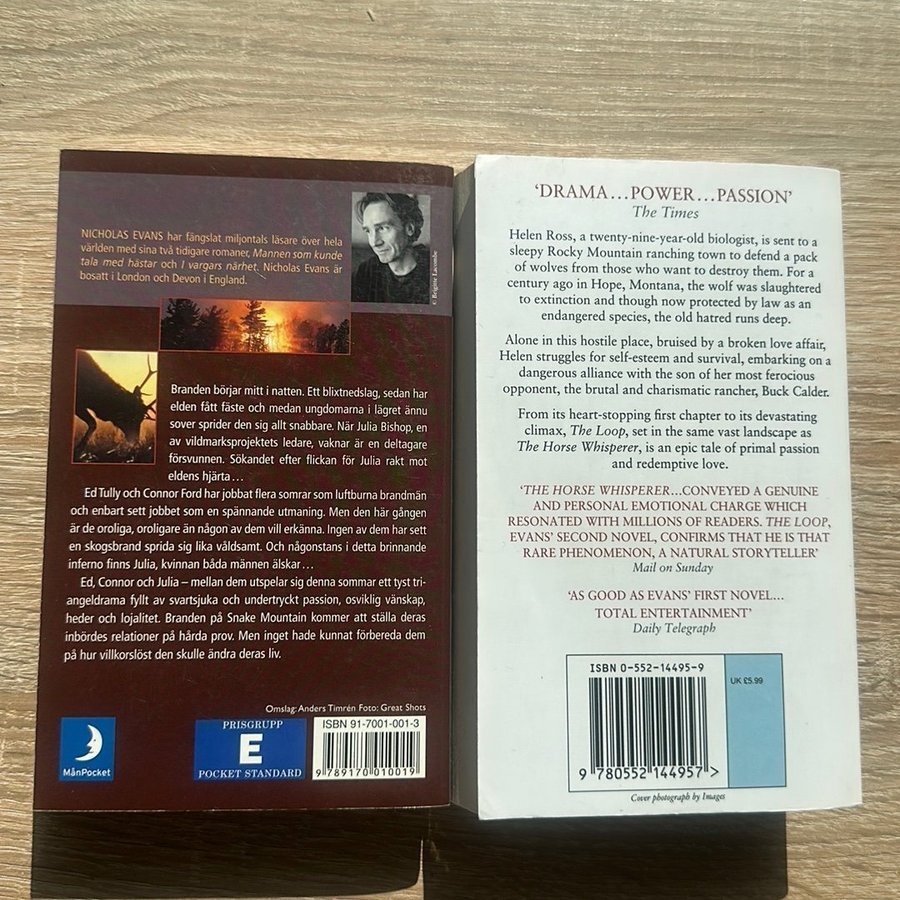 NICHOLAS EVANS har fängslat miljontals läsare över hela
världen med sina två tidigare romaner, Mannen som kunde
tala med hästar och I vargars närhet. Nicholas Evans är
bosatt i London och Devon i England.
© Brigitte Lacombe
Branden börjar mitt i natten. Ett blixtnedslag, sedan har
elden fått fäste och medan ungdomarna i lägret ännu
sover sprider den sig allt snabbare. När Julia Bishop, en
av vildmarksprojektets ledare, vaknar är en deltagare
försvunnen. Sökandet efter flickan för Julia rakt mot
eldens hjärta…
Ed Tully och Connor Ford har jobbat flera somrar som luftburna brandmän
och enbart sett jobbet som en spännande utmaning. Men den här gången
är de oroliga, oroligare än någon av dem vill erkänna. Ingen av dem har sett
en skogsbrand sprida sig lika våldsamt. Och någonstans i detta brinnande
inferno finns Julia, kvinnan båda männen älskar…
Ed, Connor och Julia – mellan dem utspelar sig denna sommar ett tyst tri-
angeldrama fyllt av svartsjuka och undertryckt passion, osviklig vänskap,
heder och lojalitet. Branden på Snake Mountain kommer att ställa deras
inbördes relationer på hårda prov. Men inget hade kunnat förbereda dem
på hur villkorslöst den skulle ändra deras liv.
Omslag: Anders Timrén Foto: Great Shots
MånPocket
PRISGRUPP
E
POCKET STANDARD
ISBN 91-7001-001-3
9 789170 010019
'DRAMA…POWER…PASSION'
The Times
Helen Ross, a twenty-nine-year-old biologist, is sent to a
sleepy Rocky Mountain ranching town to defend a pack
of wolves from those who want to destroy them. For a
century ago in Hope, Montana, the wolf was slaughtered
to extinction and though now protected by law as an
endangered species, the old hatred runs deep.
Alone in this hostile place, bruised by a broken love affair,
Helen struggles for self-esteem and survival, embarking on a
dangerous alliance with the son of her most ferocious
opponent, the brutal and charismatic rancher, Buck Calder.
From its heart-stopping first chapter to its devastating
climax, The Loop, set in the same vast landscape as
The Horse Whisperer, is an epic tale of primal passion
and redemptive love.
'THE HORSE WHISPERER…CONVEYED A GENUINE
AND PERSONAL EMOTIONAL CHARGE WHICH
RESONATED WITH MILLIONS OF READERS. THE LOOP,
EVANS' SECOND NOVEL, CONFIRMS THAT HE IS THAT
RARE PHENOMENON, A NATURAL STORYTELLER'
Mail on Sunday
'AS GOOD AS EVANS' FIRST NOVEL…
TOTAL ENTERTAINMENT'
Daily Telegraph
ISBN 0-552-14495-9
UK £5.99
9 780552 144957 >
Cover photograph by Images